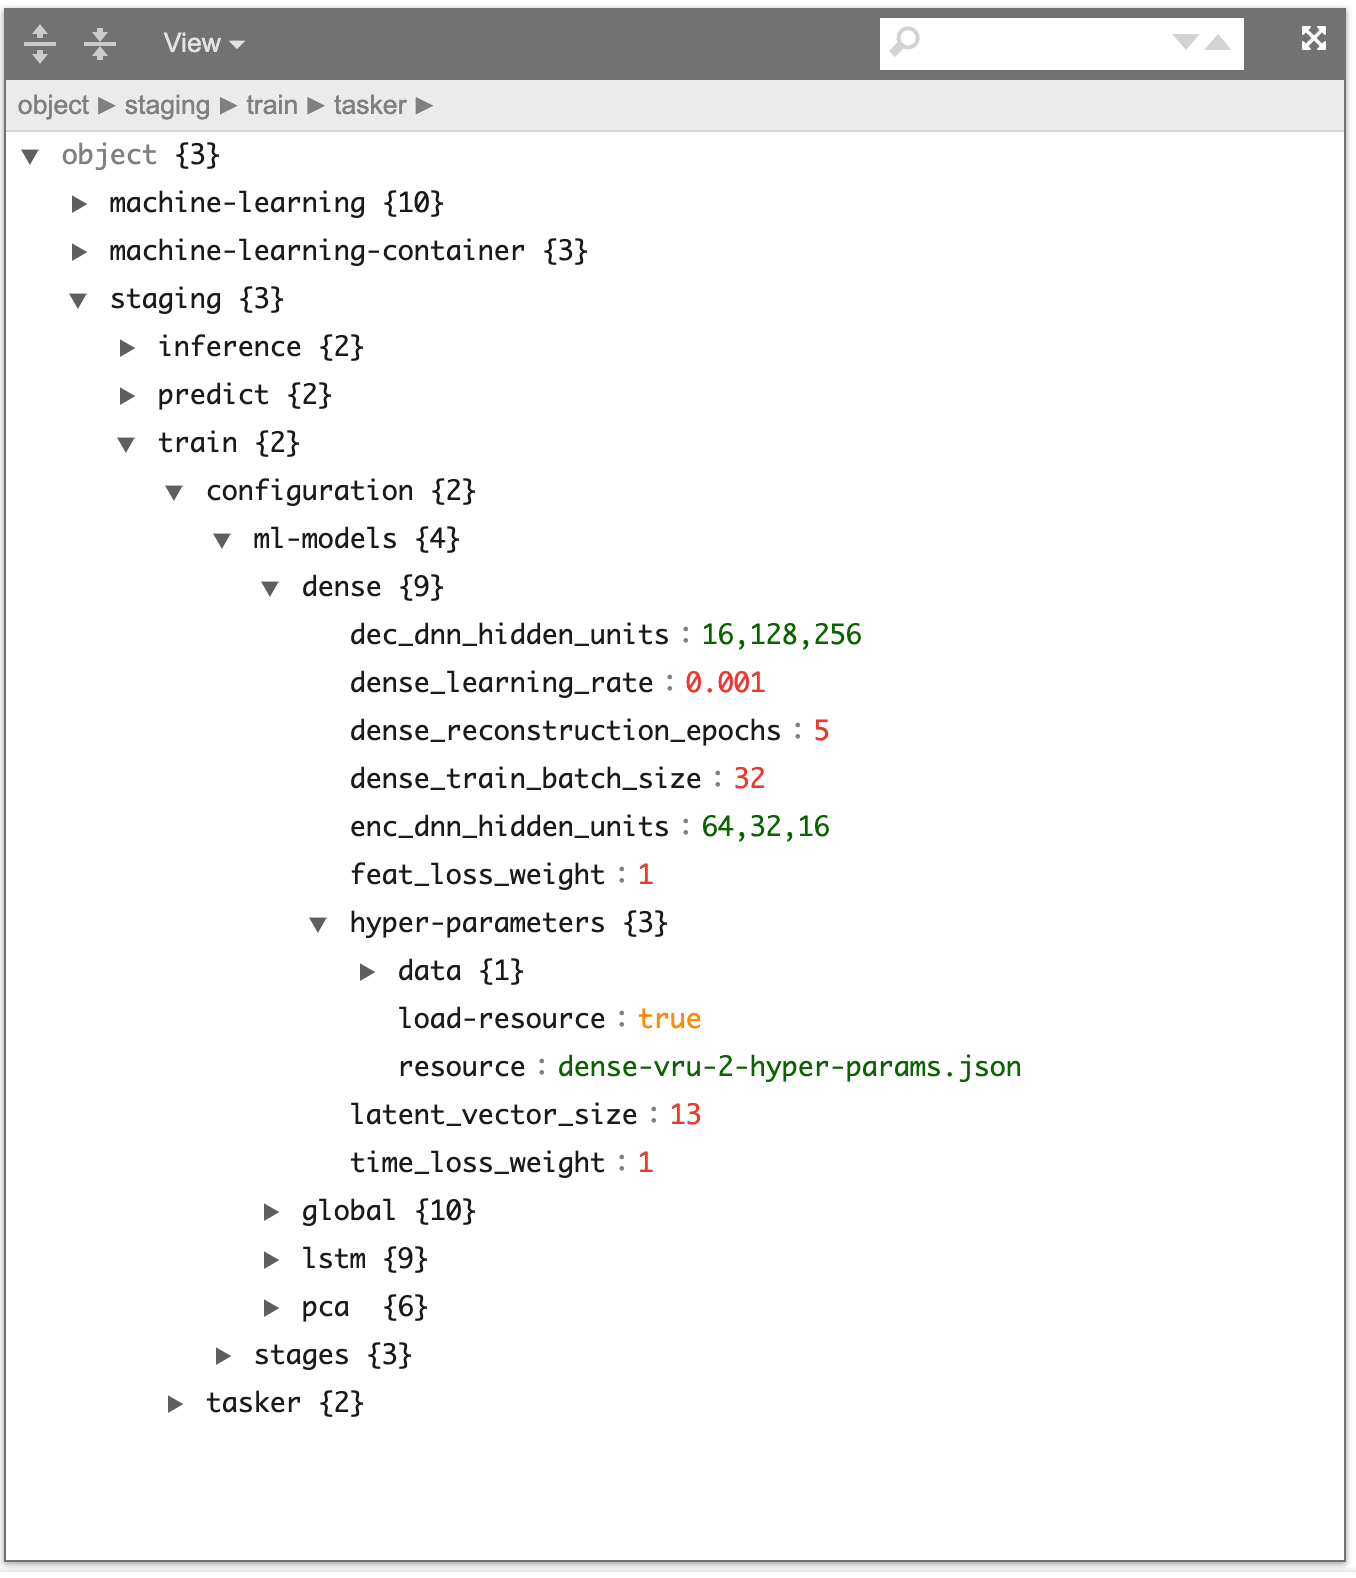 View
object ► staging ► train ► tasker ►
object {3}
machine-learning {10}
machine-learning-container {3}
staging {3}
inference {2}
predict {2}
train {2}
configuration {2}
ml-models {4}
dense {9}
dec_dnn_hidden_units : 16,128,256
dense_learning_rate : 0.001
dense_reconstruction_epochs : 5
dense_train_batch_size : 32
enc_dnn_hidden_units : 64,32,16
feat_loss_weight : 1
hyper-parameters {3}
data {1}
load-resource : true
resource : dense-vru-2-hyper-params.json
latent_vector_size : 13
time_loss_weight : 1
global {10}
lstm {9}
pca {6}
stages {3}
tasker {2}